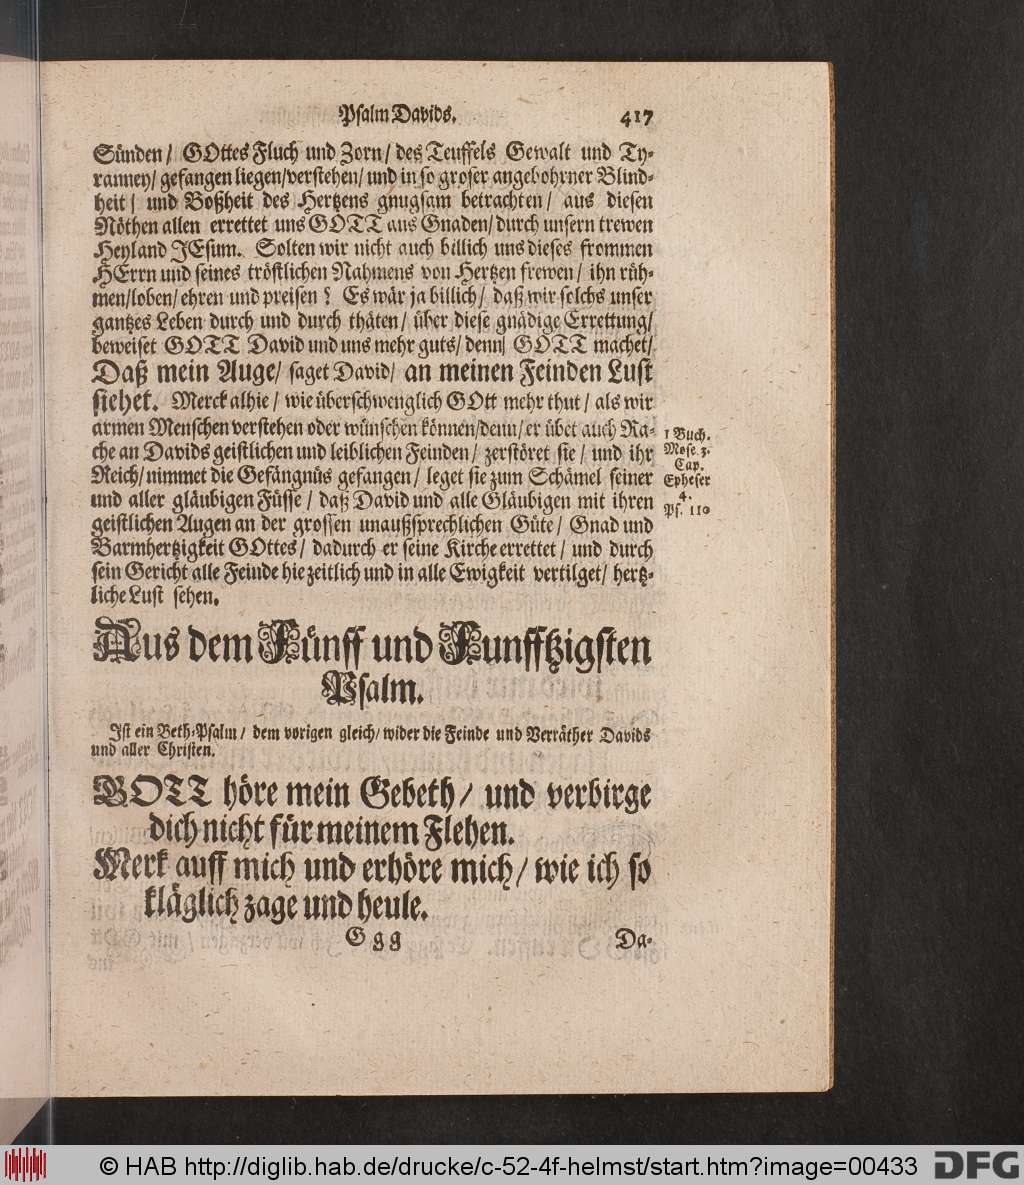 Psalm Davids. 417
Sünden/ GOttes Fluch und Zorn/ des Teuffels Gewalt und Ty-
ranney/ gefangen liegen/verstehen/ und in so groser angebohrner Blind-
heit/ und Boßheit des Hertzens gnugsam betrachten/ aus diesen
Nöthen allen errettet uns GOTT aus Gnaden/ durch unsern trewen
Heyland JEsum. Solten wir nicht auch billich uns dieses frommen
HErrn und seines tröstlichen Nahmens von Hertzen frewen/ ihn rüh-
men/loben/ ehren und preisen? Es wär ja billich/ daß wir solchs unser
gantzes Leben durch und durch thäten/ über diese gnädige Errettung/
beweiset GOTT David und uns mehr guts/ denn/ GOTT machet/
Daß mein Auge/ saget David/ an meinen Feinden Lust
siehet. Merck alhie/ wie überschwenglich GOtt mehr thut/ als wir
armen Menschen verstehen oder wünschen können/denn/ er übet auch Ra-
che an Davids geistlichen und leiblichen Feinden/ zerstöret sie/ und ihr
Reich/ nimmet die Gefängnüs gefangen/ leget sie zum Schämel seiner
und aller gläubigen Füsse/ daß David und alle Gläubigen mit ihren
geistlichen Augen an der grossen unaußsprechlichen Güte/ Gnad und
Barmhertzigkeit GOttes/ dadurch er seine Kirche errettet/ und durch
sein Gericht alle Feinde hie zeitlich und in alle Ewigkeit vertilget/ hertz-
liche Lust sehen.
1 Buch.
Mose 3.
Cap.
Epheser
4.
Ps. 110
Aus dem Fünff und Funfftzigsten
Psalm.
Ist ein Beth-Psalm/ dem vorigen gleich/ wider die Feinde und Verräther Davids
und aller Christen.
GOTT höre mein Gebeth/ und verbirge
dich nicht für meinem Flehen.
Merk auff mich und erhöre mich/ wie ich so
kläglich zage und heule.
G g g Da-
© HAB http://diglib.hab.de/drucke/c-52-4f-helmst/start.htm?image=00433 DFG